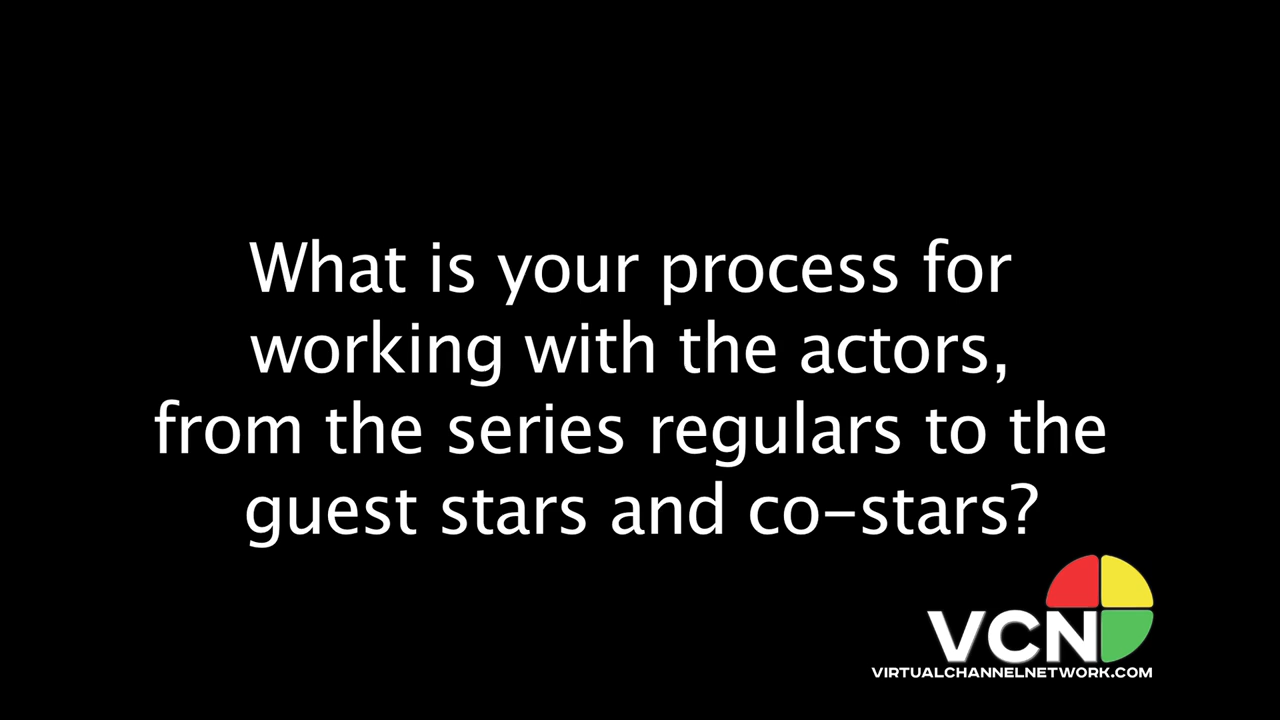 What is your process for
working with the actors,
from the series regulars to the
guest stars and co-stars?
VCN
VIRTUALCHANNELNETWORK.COM